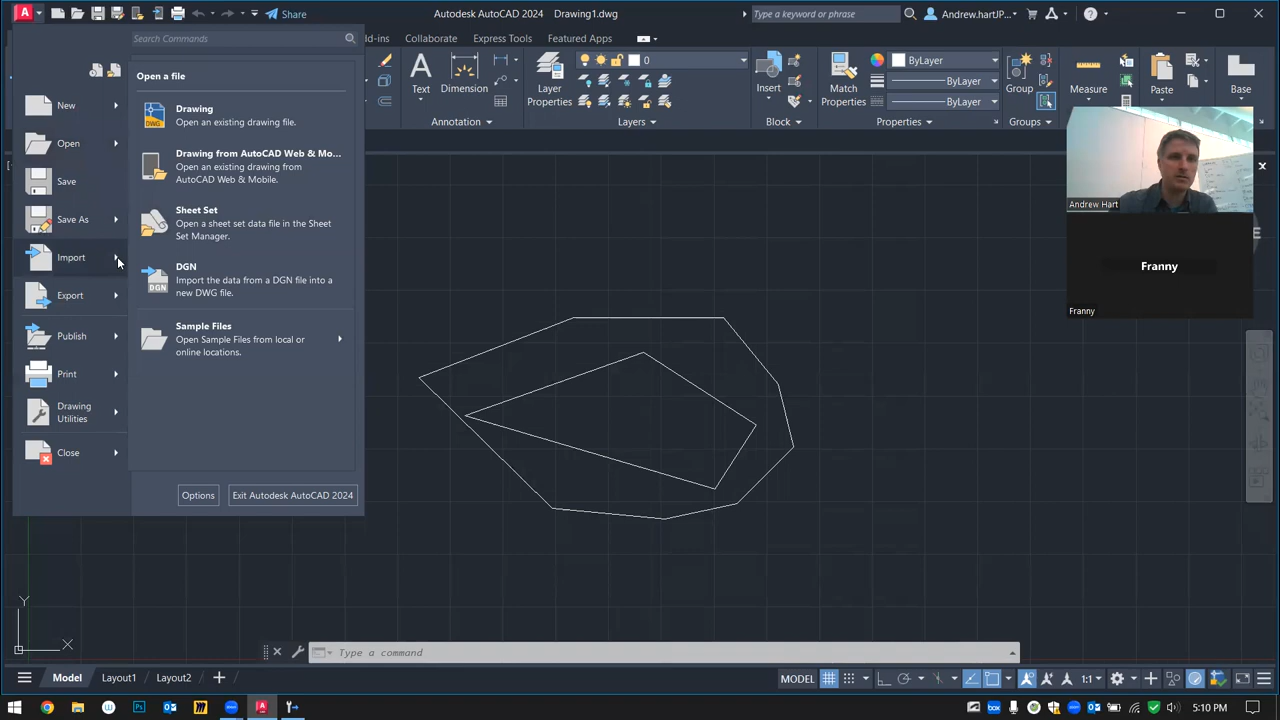 Share
Autodesk AutoCAD 2024 Drawing1.dwg
Type a keyword or phrase
Andrew.hartJP...
Search Commands
dd-ins
Collaborate
Express Tools
Featured Apps
Open a file
New
Open
Save
Save As
Import
Export
Publish
Print
Drawing
Utilities
Close
Drawing
Open an existing drawing file.
Drawing from AutoCAD Web & Mo...
Open an existing drawing from
AutoCAD Web & Mobile.
Sheet Set
Open a sheet set data file in the Sheet
Set Manager.
DGN
DGN
Import the data from a DGN file into a
new DWG file.
Sample Files
Open Sample Files from local or
online locations.
Options
Exit Autodesk AutoCAD 2024
Text
Dimension
Annotation
Layer
Properties
0
Layers
Insert
Block
Match
Properties
ByLayer
ByLayer
ByLayer
Properties
Group
Groups
Measure
Paste
Base
DWG
Andrew Hart
Franny
Franny
Y
X
Type a command
Model
Layout1
Layout2
MODEL
1:1
5:10 PM